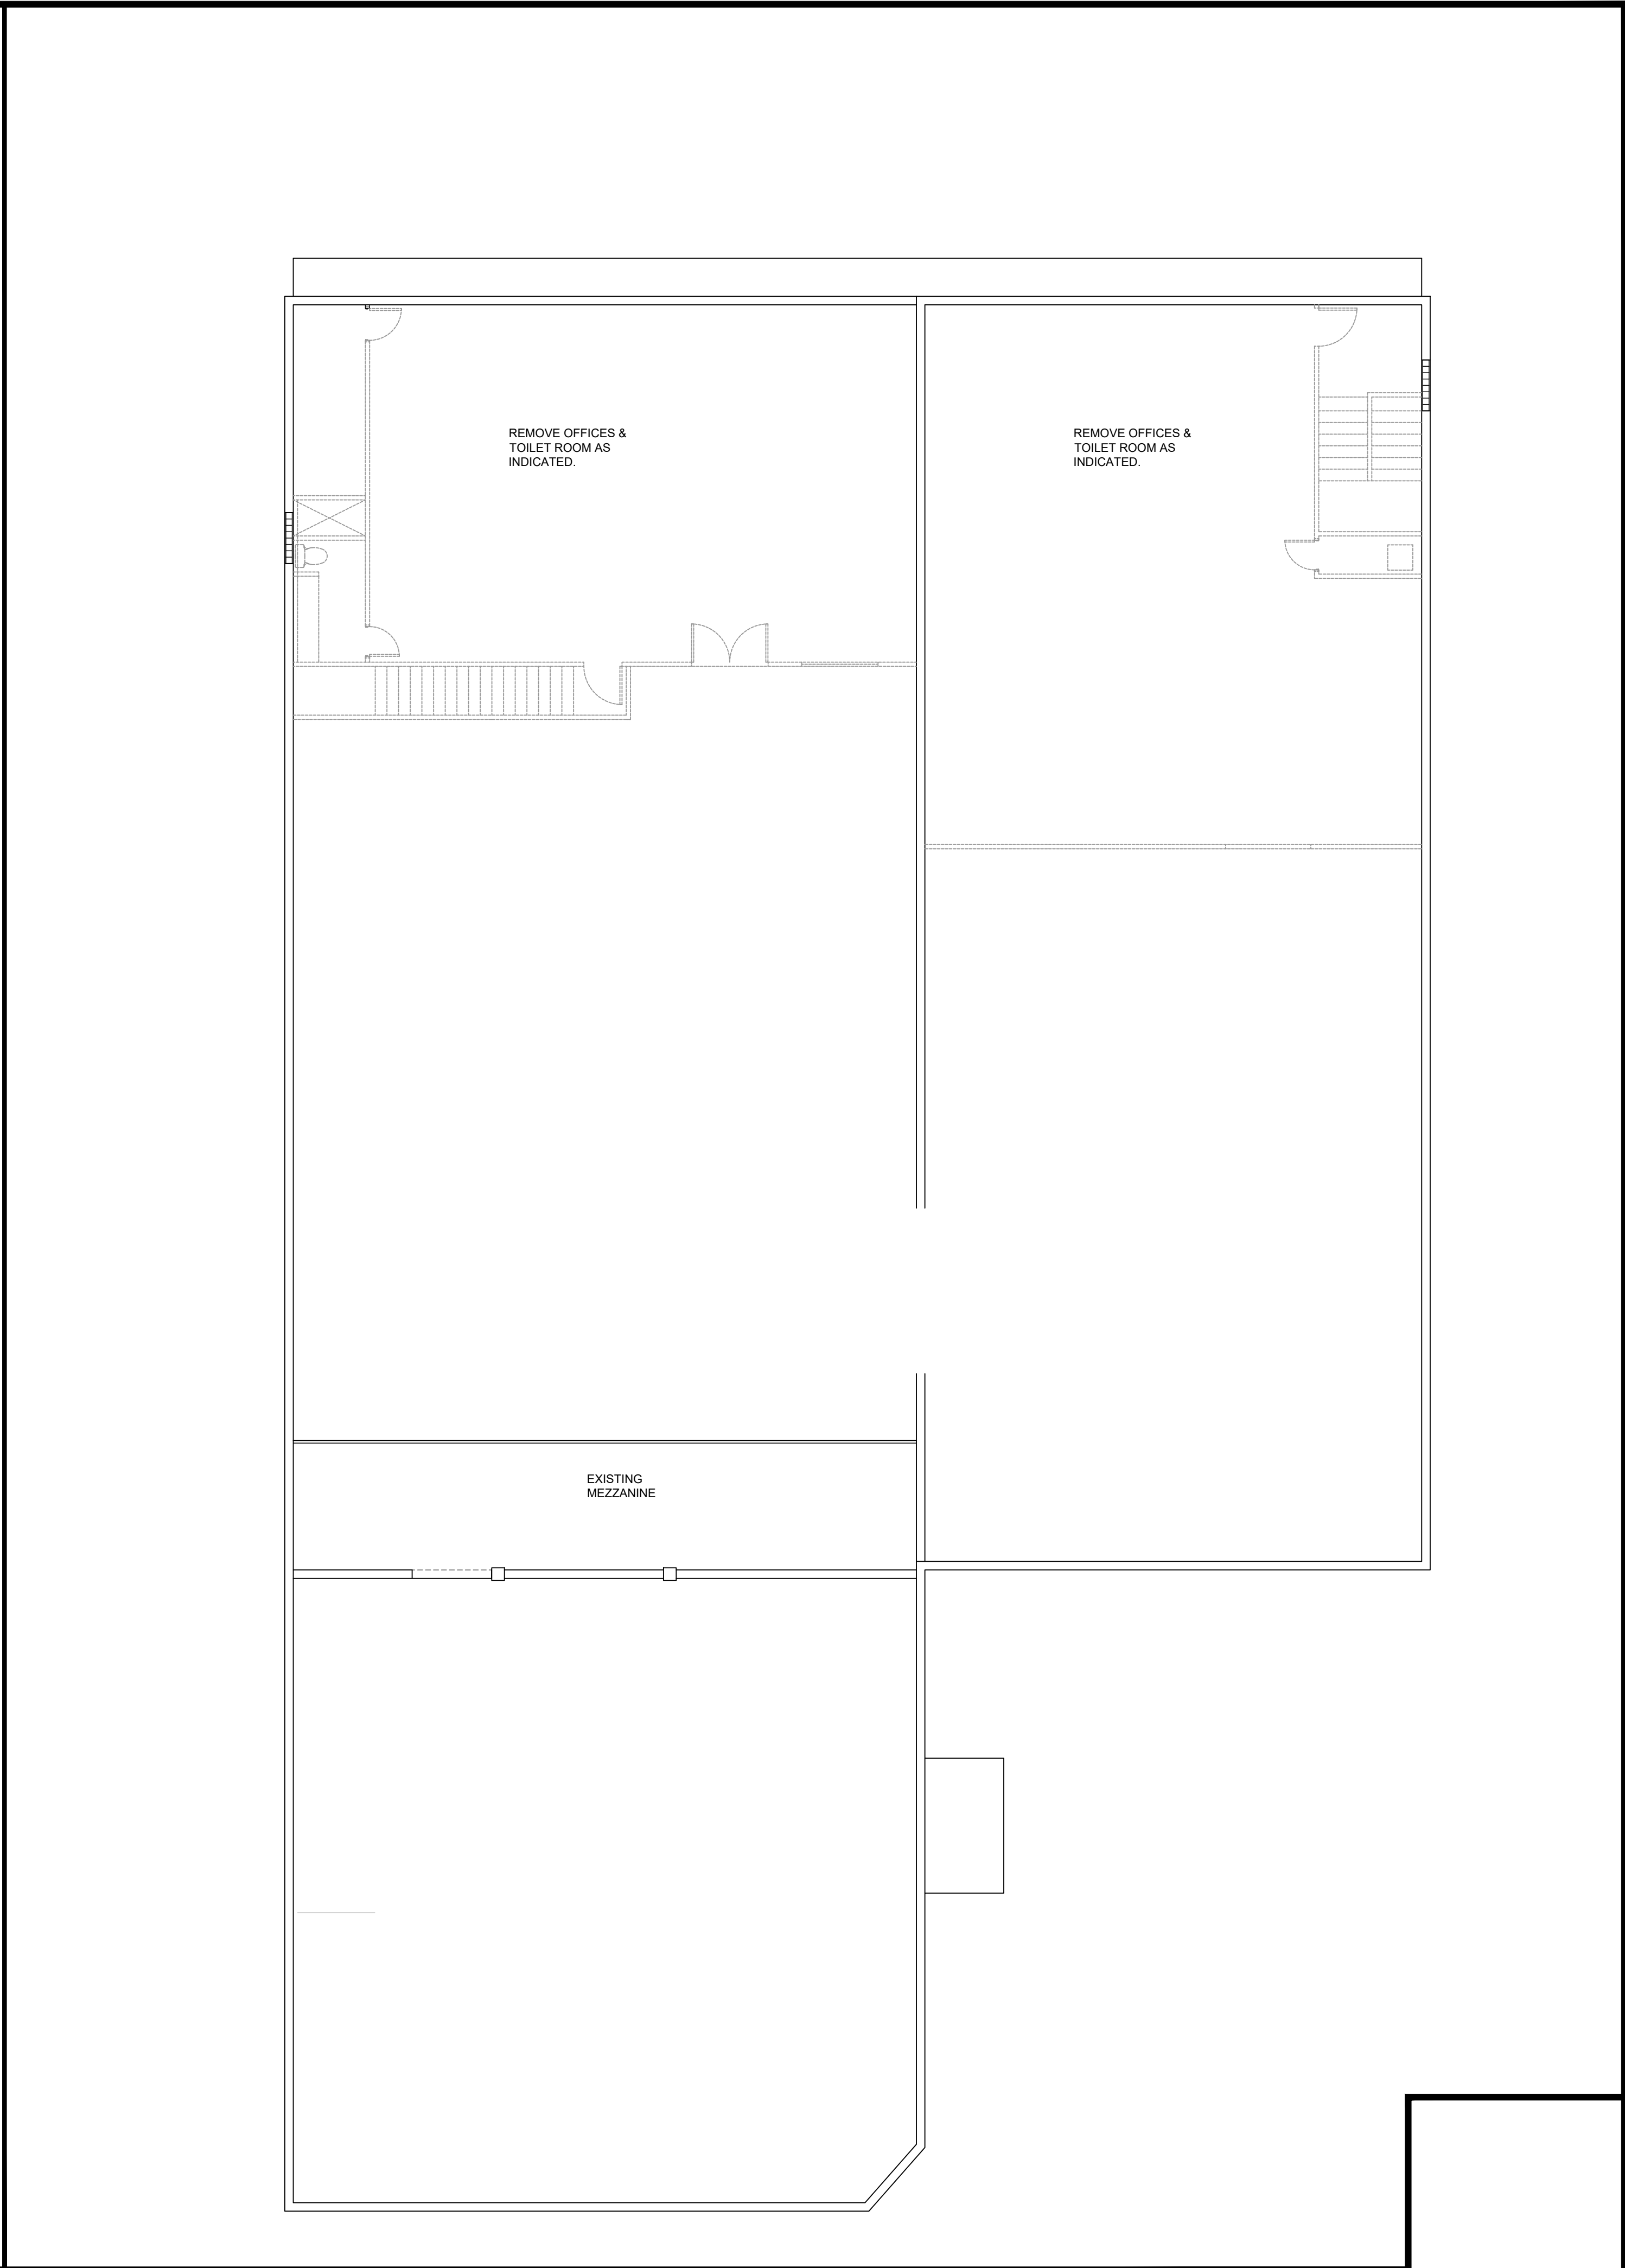 REMOVE OFFICES &
TOILET ROOM AS
INDICATED.
REMOVE OFFICES &
TOILET ROOM AS
INDICATED.
EXISTING
MEZZANINE